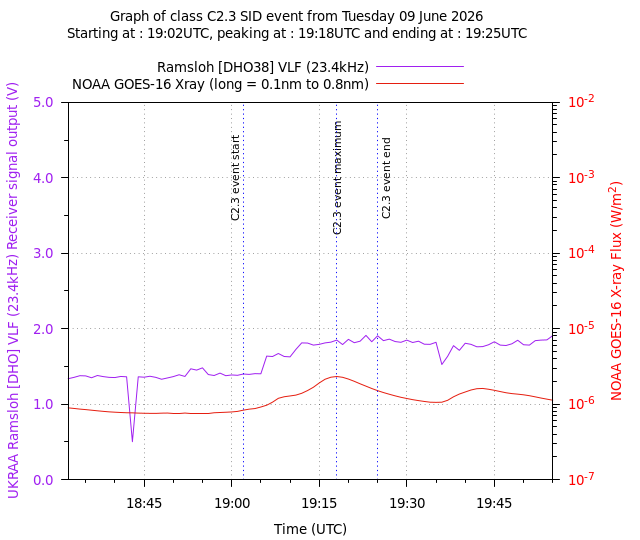 Graph of class C2.3 SID event from Tuesday 09 June 2026
Starting at : 19:02UTC, peaking at : 19:18UTC and ending at : 19:25UTC
Ramsloh [DHO38] VLF (23.4kHz)
NOAA GOES-16 Xray (long = 0.1nm to 0.8nm)
UKRAA Ramsloh [DHO] VLF (23.4kHz) Receiver signal output (V)
5.0
4.0
3.0
2.0
1.0
0.0
C2.3 event start
C2.3 event maximum
C2.3 event end
10-2
10-3
10-4
10-5
10-6
10-7
NOAA GOES-16 X-ray Flux (W/m2)
18:45 19:00 19:15 19:30 19:45
Time (UTC)